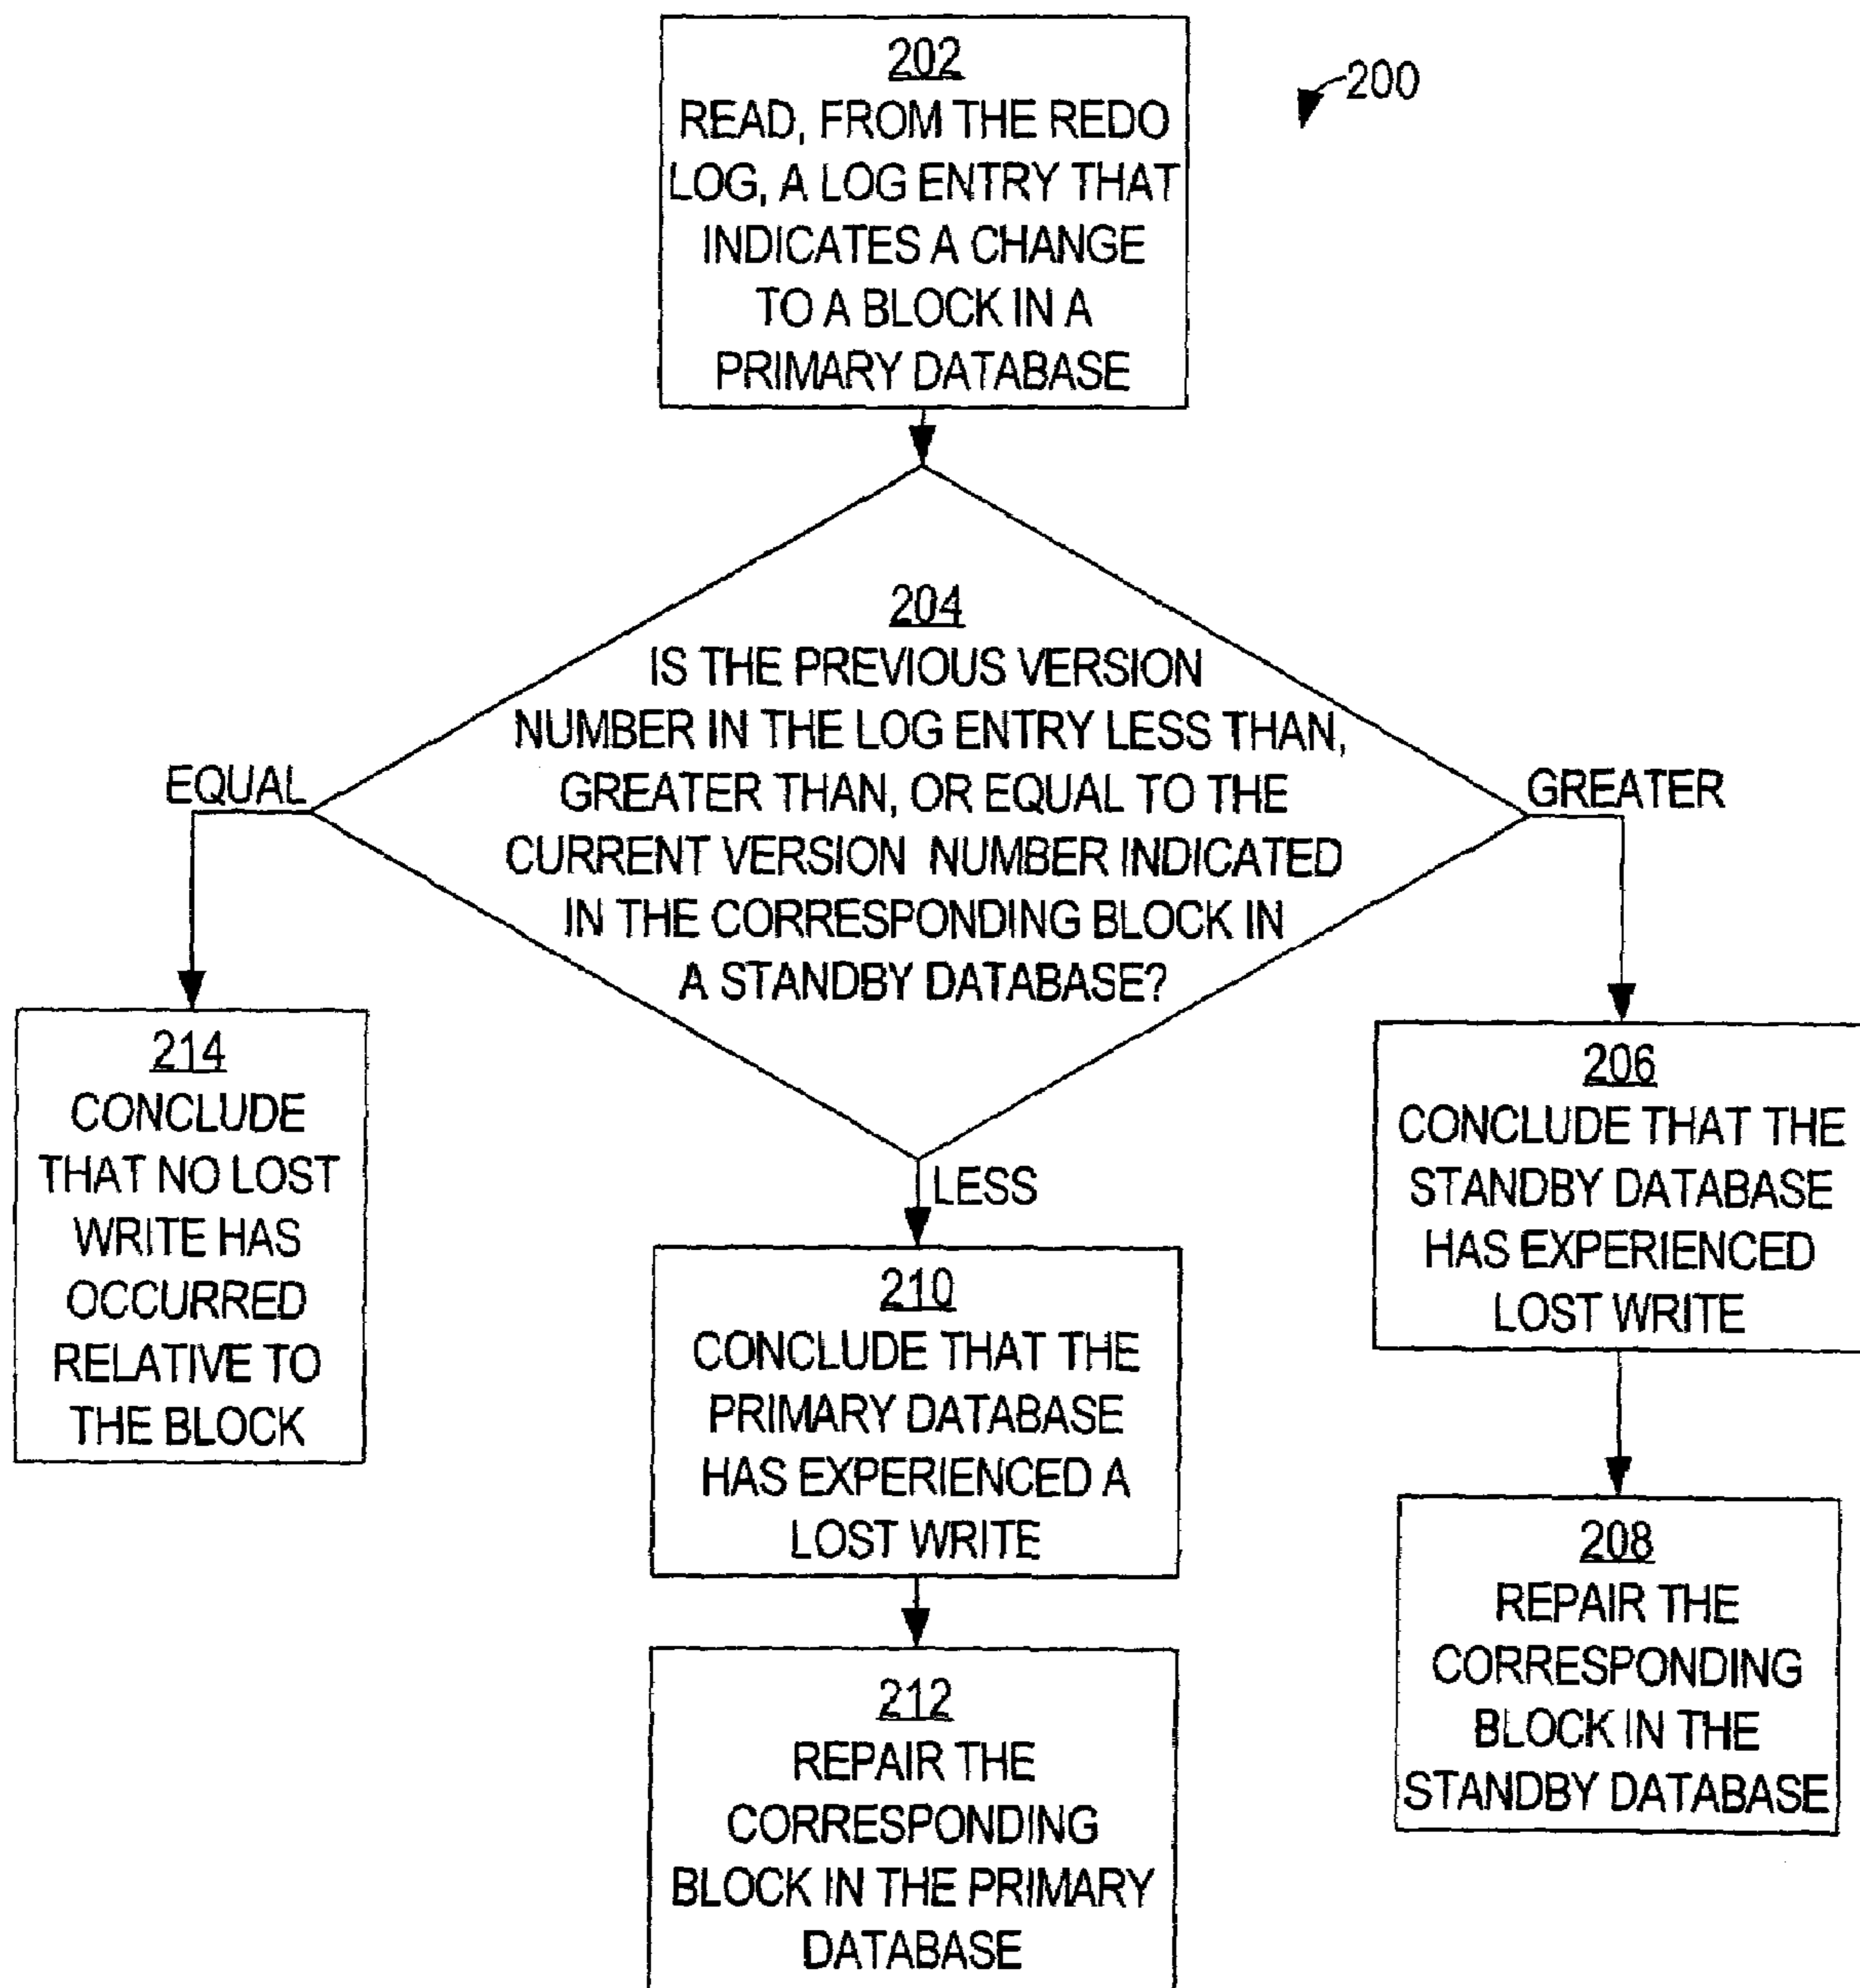 202
READ, FROM THE REDO
LOG, A LOG ENTRY THAT
INDICATES A CHANGE
TO A BLOCK IN A
PRIMARY DATABASE
200
204
IS THE PREVIOUS VERSION
NUMBER IN THE LOG ENTRY LESS THAN,
GREATER THAN, OR EQUAL TO THE
CURRENT VERSION NUMBER INDICATED
IN THE CORRESPONDING BLOCK IN
A STANDBY DATABASE?
EQUAL
GREATER
LESS
214
CONCLUDE
THAT NO LOST
WRITE HAS
OCCURRED
RELATIVE TO
THE BLOCK
210
CONCLUDE THAT THE
PRIMARY DATABASE
HAS EXPERIENCED A
LOST WRITE
212
REPAIR THE
CORRESPONDING
BLOCK IN THE PRIMARY
DATABASE
206
CONCLUDE THAT THE
STANDBY DATABASE
HAS EXPERIENCED
LOST WRITE
208
REPAIR THE
CORRESPONDING
BLOCK IN THE
STANDBY DATABASE